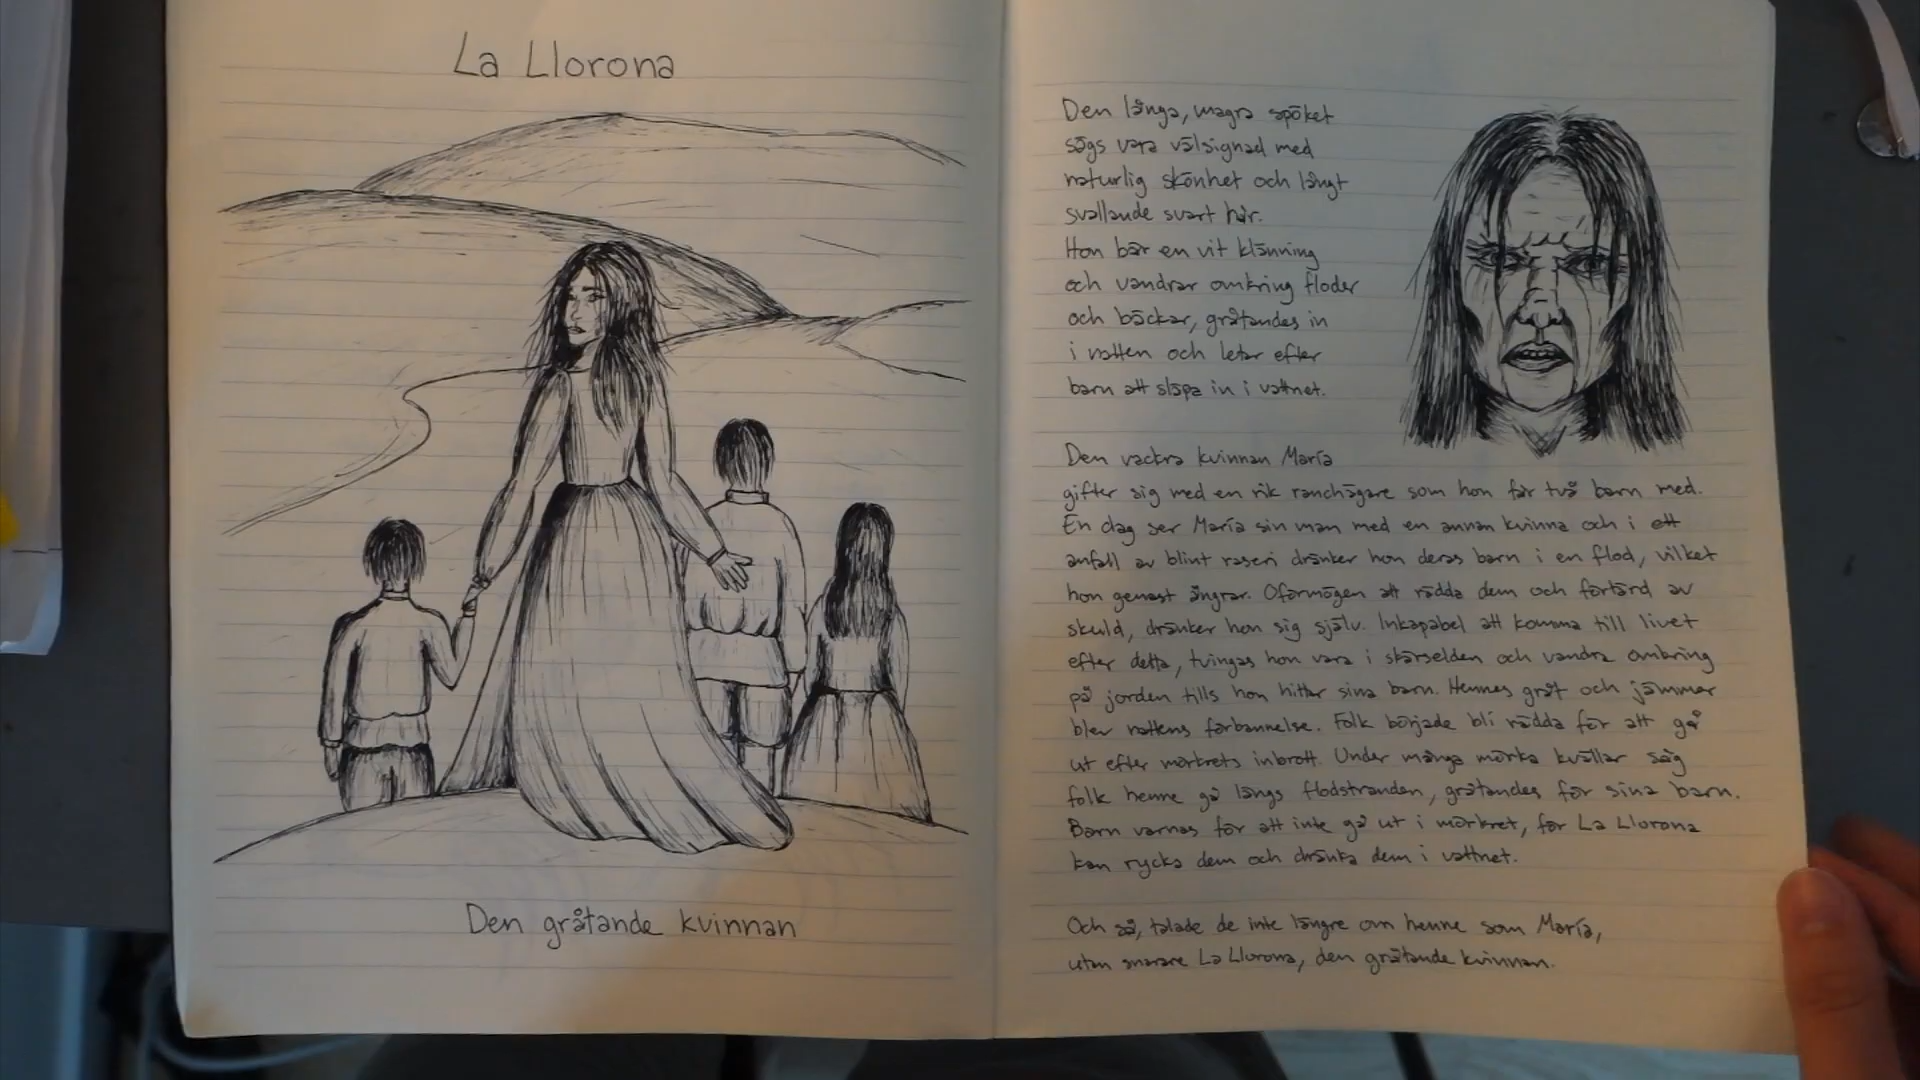 La Llorona
Den gråtande kvinnan
Den långa, magra spöket
sägs vara välsignad med
naturlig skönhet och långt
svallande svart hår.
Hon bär en vit klänning
och vandrar omkring floder
och bäckar, gråtandes in
i natten och letar efter
barn att släpa in i vattnet.
Den vackra kvinnan María
gifter sig med en rik ranchägare som hon får två barn med.
En dag ser María sin man med en annan kvinna och i ett
anfall av blint raseri dränker hon deras barn i en flod, vilket
hon genast ångrar. Oförmögen att rädda dem och förtärd av
skuld, dränker hon sig själv. Inkapabel att komma till livet
efter detta, tvingas hon vara i skärselden och vandra omkring
på jorden tills hon hittar sina barn. Hennes gråt och jämmer
blev nattens förbannelse. Folk började bli rädda för att gå
ut efter mörkrets inbrott. Under många mörka kvällar såg
folk henne gå längs flodstranden, gråtandes för sina barn.
Barn varnas för att inte gå ut i mörkret, för La Llorona
kan rycka dem och dränka dem i vattnet.
Och så, talade de inte längre om henne som María,
utan snarare La Llorona, den gråtande kvinnan.